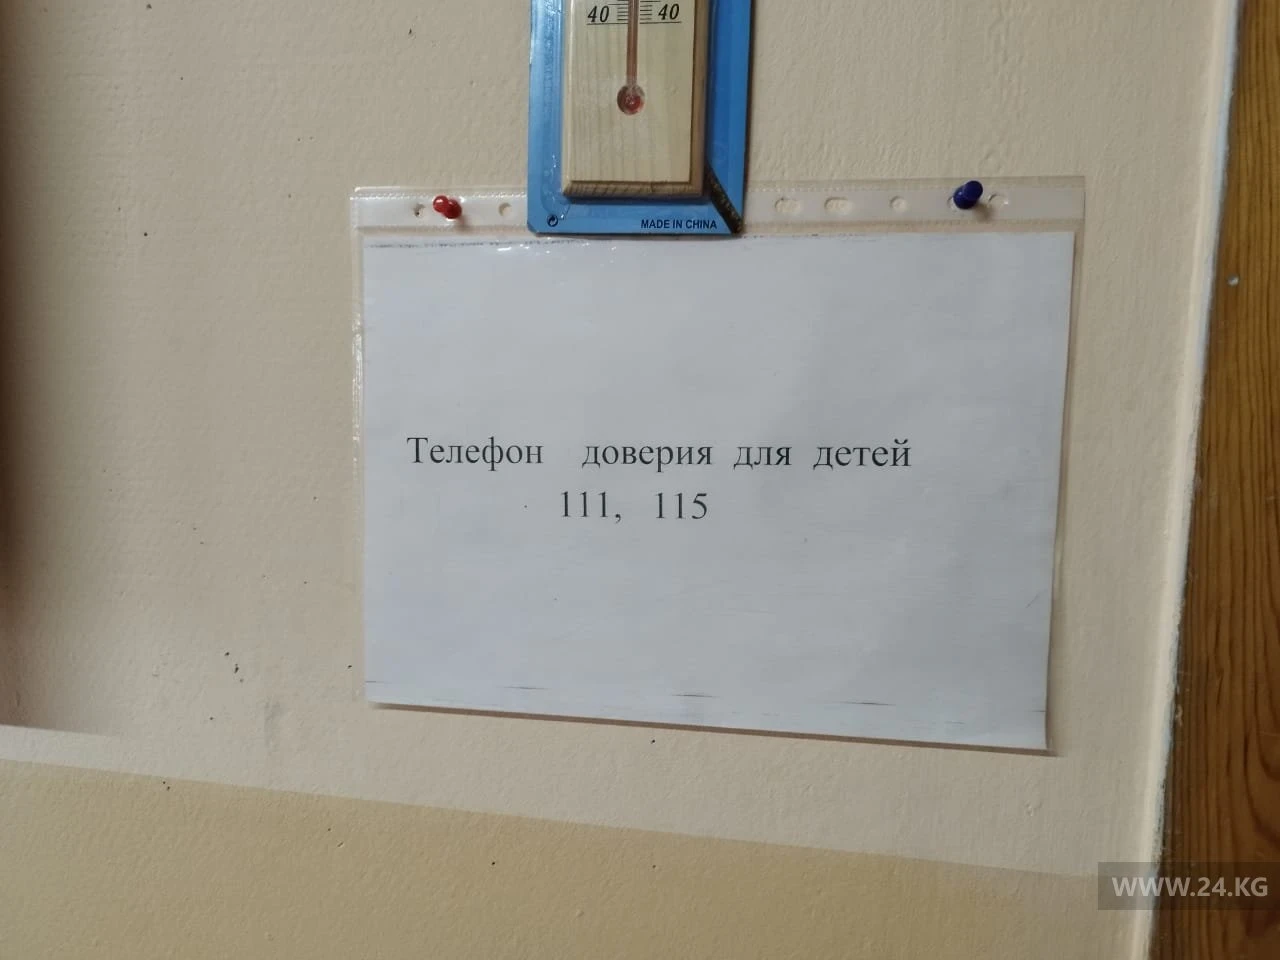 40 40
MADE IN CHINA
Телефон доверия для детей
111, 115
WWW.24.KG